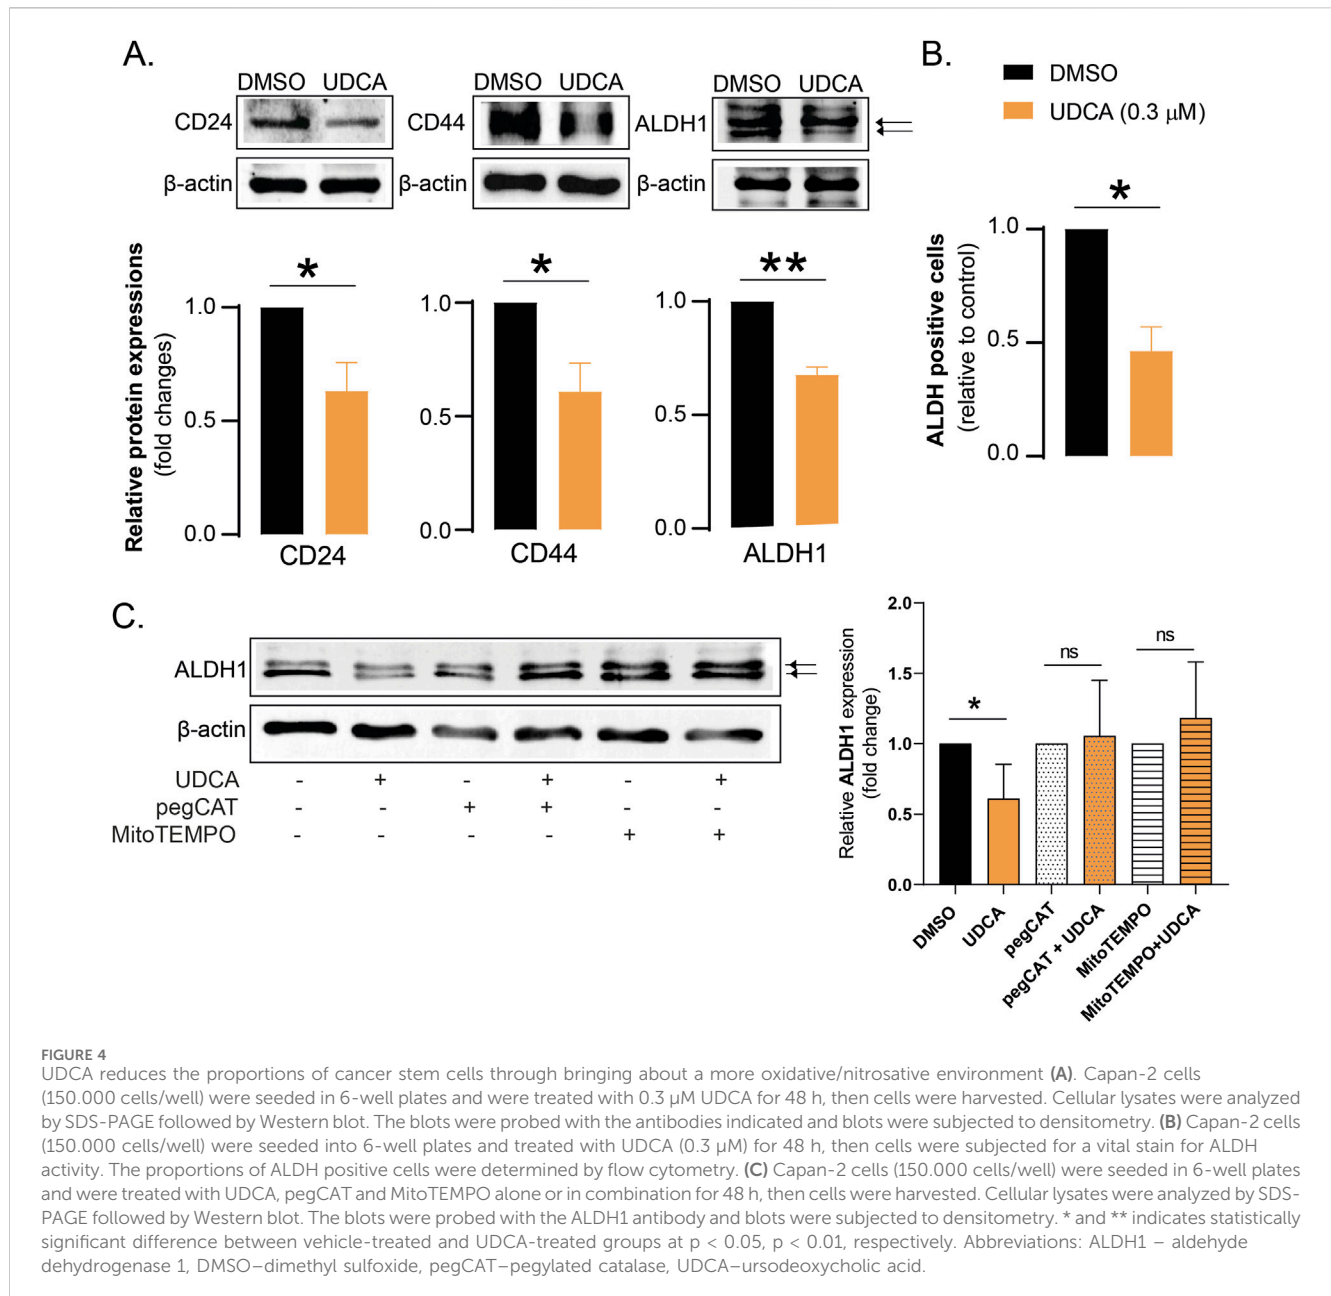 A.
DMSO UDCA
CD24
β-actin
DMSO UDCA
CD44
β-actin
DMSO UDCA
ALDH1
β-actin
Relative protein expressions
(fold changes)
1.0
0.5
0.0
*
CD24
1.0
0.5
0.0
*
CD44
1.0
0.5
0.0
**
ALDH1
B.
DMSO
UDCA (0.3 μM)
ALDH positive cells
(relative to control)
1.0
0.5
0.0
*
C.
ALDH1
β-actin
UDCA - + - + - +
pegCAT - - + + - -
MitoTEMPO - - - - + +
Relative ALDH1 expression
(fold change)
2.0
1.5
1.0
0.5
0.0
*
ns
ns
DMSO
UDCA
pegCAT
pegCAT + UDCA
MitoTEMPO
MitoTEMPO+UDCA
FIGURE 4
UDCA reduces the proportions of cancer stem cells through bringing about a more oxidative/nitrosative environment (A). Capan-2 cells
(150.000 cells/well) were seeded in 6-well plates and were treated with 0.3 μM UDCA for 48 h, then cells were harvested. Cellular lysates were analyzed
by SDS-PAGE followed by Western blot. The blots were probed with the antibodies indicated and blots were subjected to densitometry. (B) Capan-2 cells
(150.000 cells/well) were seeded into 6-well plates and treated with UDCA (0.3 μM) for 48 h, then cells were subjected for a vital stain for ALDH
activity. The proportions of ALDH positive cells were determined by flow cytometry. (C) Capan-2 cells (150.000 cells/well) were seeded in 6-well plates
and were treated with UDCA, pegCAT and MitoTEMPO alone or in combination for 48 h, then cells were harvested. Cellular lysates were analyzed by SDS-
PAGE followed by Western blot. The blots were probed with the ALDH1 antibody and blots were subjected to densitometry. * and ** indicates statistically
significant difference between vehicle-treated and UDCA-treated groups at p < 0.05, p < 0.01, respectively. Abbreviations: ALDH1 – aldehyde
dehydrogenase 1, DMSO–dimethyl sulfoxide, pegCAT–pegylated catalase, UDCA–ursodeoxycholic acid.